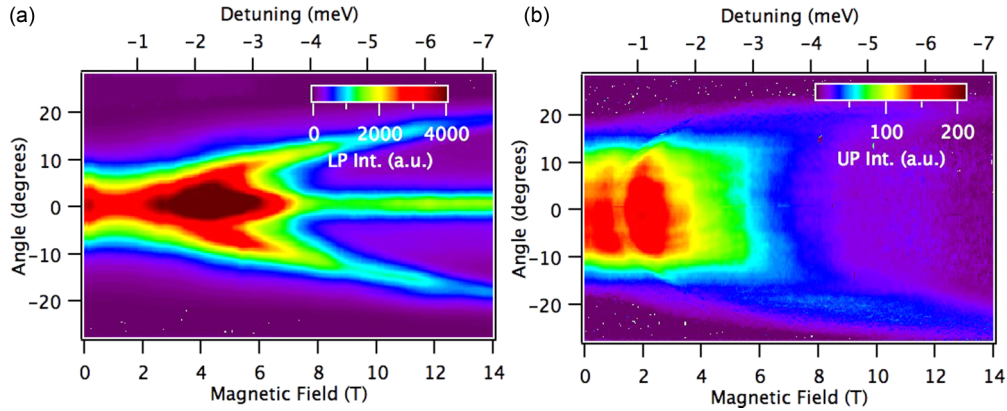 (a)
Detuning (meV)
-1 -2 -3 -4 -5 -6 -7
20
10
0
-10
-20
Angle (degrees)
0 2000 4000
LP Int. (a.u.)
0 2 4 6 8 10 12 14
Magnetic Field (T)
(b)
Detuning (meV)
-1 -2 -3 -4 -5 -6 -7
20
10
0
-10
-20
Angle (degrees)
100 200
UP Int. (a.u.)
0 2 4 6 8 10 12 14
Magnetic Field (T)